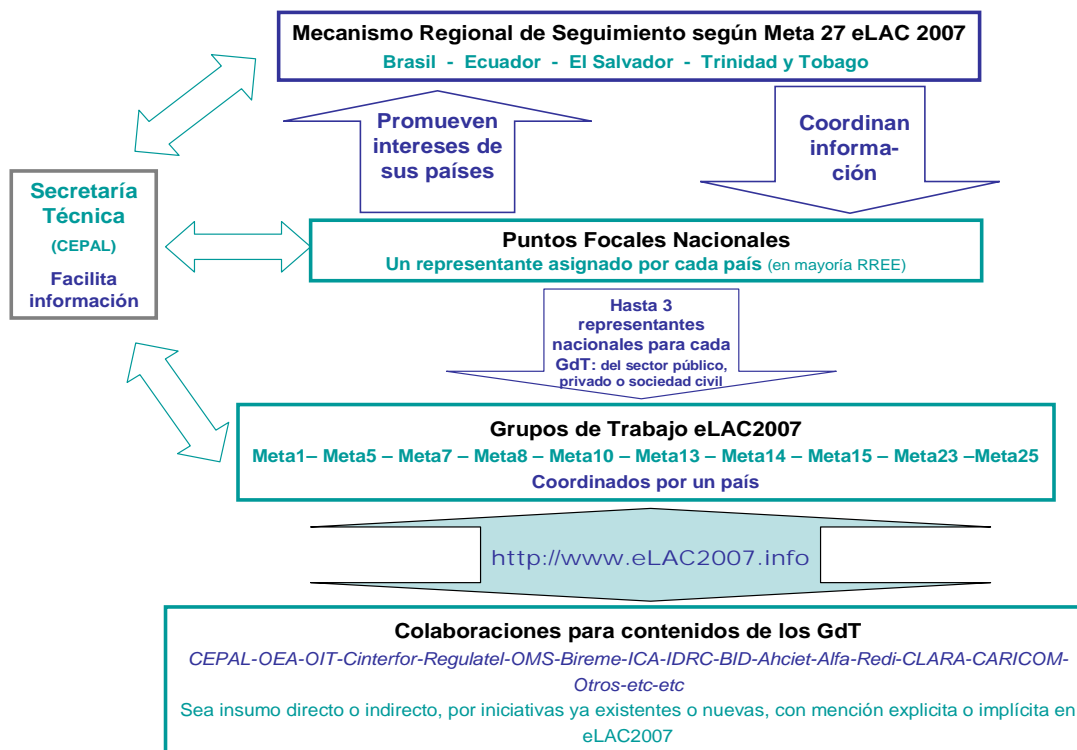 Mecanismo Regional de Seguimiento según Meta 27 eLAC 2007
Brasil - Ecuador - El Salvador - Trinidad y Tobago
Promueven
intereses de
sus países
Coordinan
informa-
ción
Secretaría
Técnica
(CEPAL)
Facilita
información
Puntos Focales Nacionales
Un representante asignado por cada país (en mayoría RREE)
Hasta 3
representantes
nacionales para cada
GdT: del sector público,
privado o sociedad civil
Grupos de Trabajo eLAC2007
Meta1– Meta5 – Meta7 – Meta8 – Meta10 – Meta13 – Meta14 – Meta15 – Meta23 –Meta25
Coordinados por un país
http://www.eLAC2007.info
Colaboraciones para contenidos de los GdT
CEPAL-OEA-OIT-Cinterfor-Regulatel-OMS-Bireme-ICA-IDRC-BID-Ahciet-Alfa-Redi-CLARA-CARICOM-
Otros-etc-etc
Sea insumo directo o indirecto, por iniciativas ya existentes o nuevas, con mención explicita o implícita en
eLAC2007